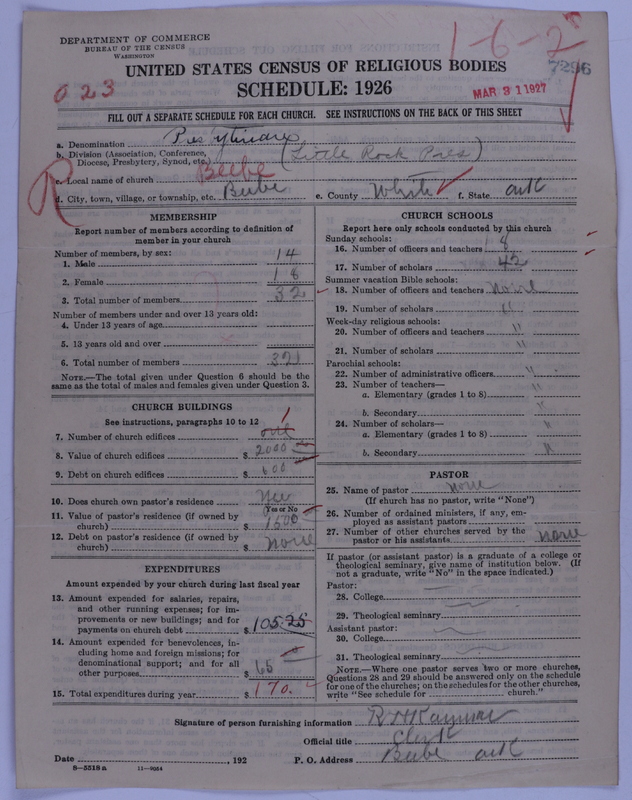 DEPARTMENT OF COMMERCE
BUREAU OF THE CENSUS
WASHINGTON
1-6-2
7296
023
UNITED STATES CENSUS OF RELIGIOUS BODIES
SCHEDULE: 1926
MAR 31 1927
FILL OUT A SEPARATE SCHEDULE FOR EACH CHURCH. SEE INSTRUCTIONS ON THE BACK OF THIS SHEET
a. Denomination
b. Division (Association, Conference, Diocese, Presbytery, Synod, etc.) (Little Rock Pres)
R
c. Local name of church Beebe
d. City, town, village, or township, etc. Beebe e. County White f. State Ark
MEMBERSHIP
Report number of members according to definition of member in your church
Number of members, by sex:
1. Male 14
2. Female 18
3. Total number of members 32
Number of members under and over 13 years old:
4. Under 13 years of age
5. 13 years old and over
6. Total number of members 32
NOTE.—The total given under Question 6 should be the same as the total of males and females given under Question 3.
CHURCH BUILDINGS
See instructions, paragraphs 10 to 12
7. Number of church edifices one 1
8. Value of church edifices $ 2000
9. Debt on church edifices $ 600
10. Does church own pastor's residence
Yes or No
11. Value of pastor's residence (if owned by church) $ 1500
12. Debt on pastor's residence (if owned by church) $ None
EXPENDITURES
Amount expended by your church during last fiscal year
13. Amount expended for salaries, repairs, and other running expenses; for improvements or new buildings; and for payments on church debt $ 105.25
14. Amount expended for benevolences, including home and foreign missions; for denominational support; and for all other purposes $ 65
15. Total expenditures during year $ 170.
CHURCH SCHOOLS
Report here only schools conducted by this church
Sunday schools:
16. Number of officers and teachers 8
17. Number of scholars 42
Summer vacation Bible schools:
18. Number of officers and teachers None
19. Number of scholars "
Week-day religious schools:
20. Number of officers and teachers "
21. Number of scholars "
Parochial schools:
22. Number of administrative officers "
23. Number of teachers—
a. Elementary (grades 1 to 8) "
b. Secondary "
24. Number of scholars—
a. Elementary (grades 1 to 8) "
b. Secondary "
PASTOR
25. Name of pastor None
(If church has no pastor, write "None")
26. Number of ordained ministers, if any, employed as assistant pastors
27. Number of other churches served by the pastor or his assistants None
If pastor (or assistant pastor) is a graduate of a college or theological seminary, give name of institution below. (If not a graduate, write "No" in the space indicated.)
Pastor:
28. College
29. Theological seminary
Assistant pastor:
30. College
31. Theological seminary
NOTE.—Where one pastor serves two or more churches, Questions 28 and 29 should be answered only on the schedule for one of the churches; on the schedules for the other churches, write "See schedule for church."
Signature of person furnishing information
Official title Clerk
Date , 192 P. O. Address Beebe Ark
8—5518 a 11—9054